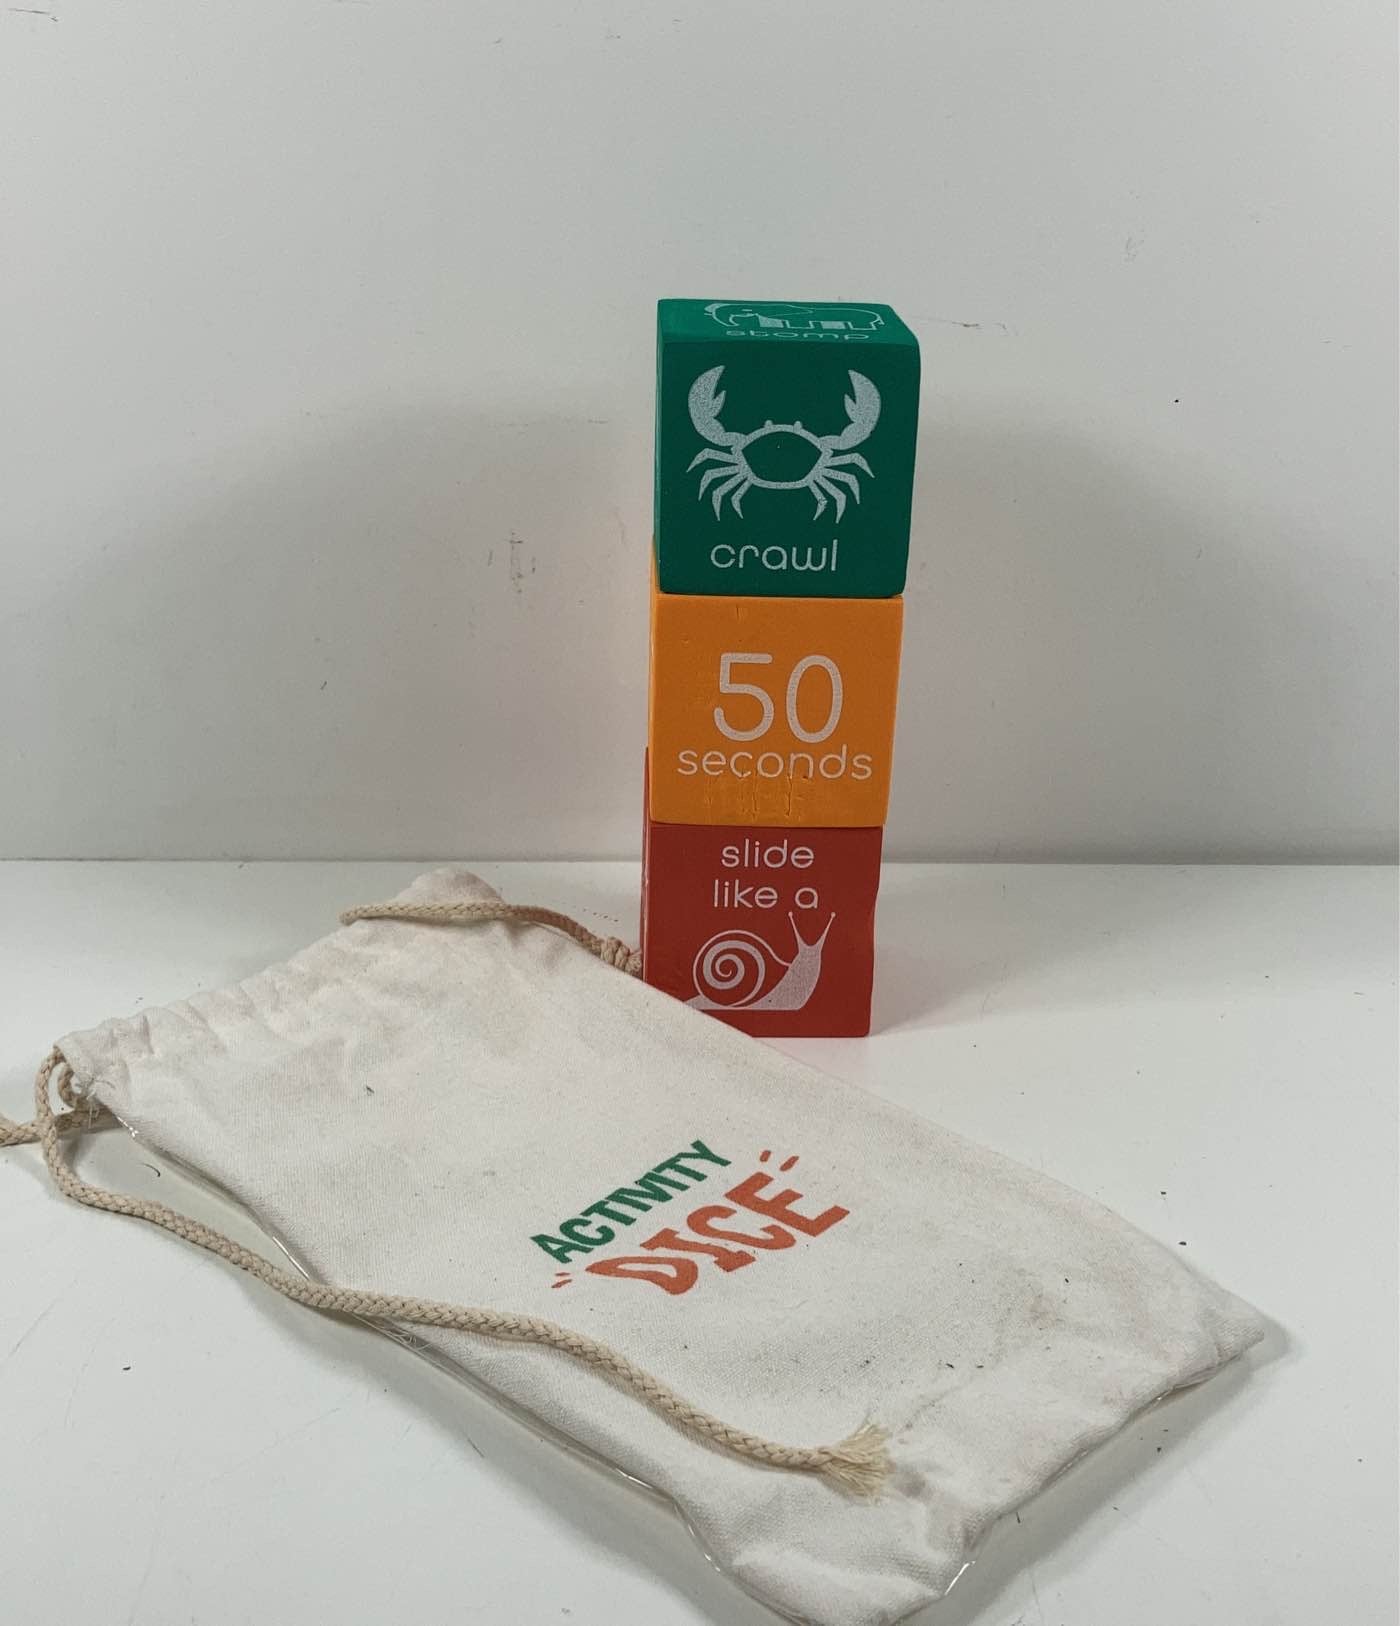 stomp
crawl
50
seconds
slide
like a
ACTIVITY
DICE